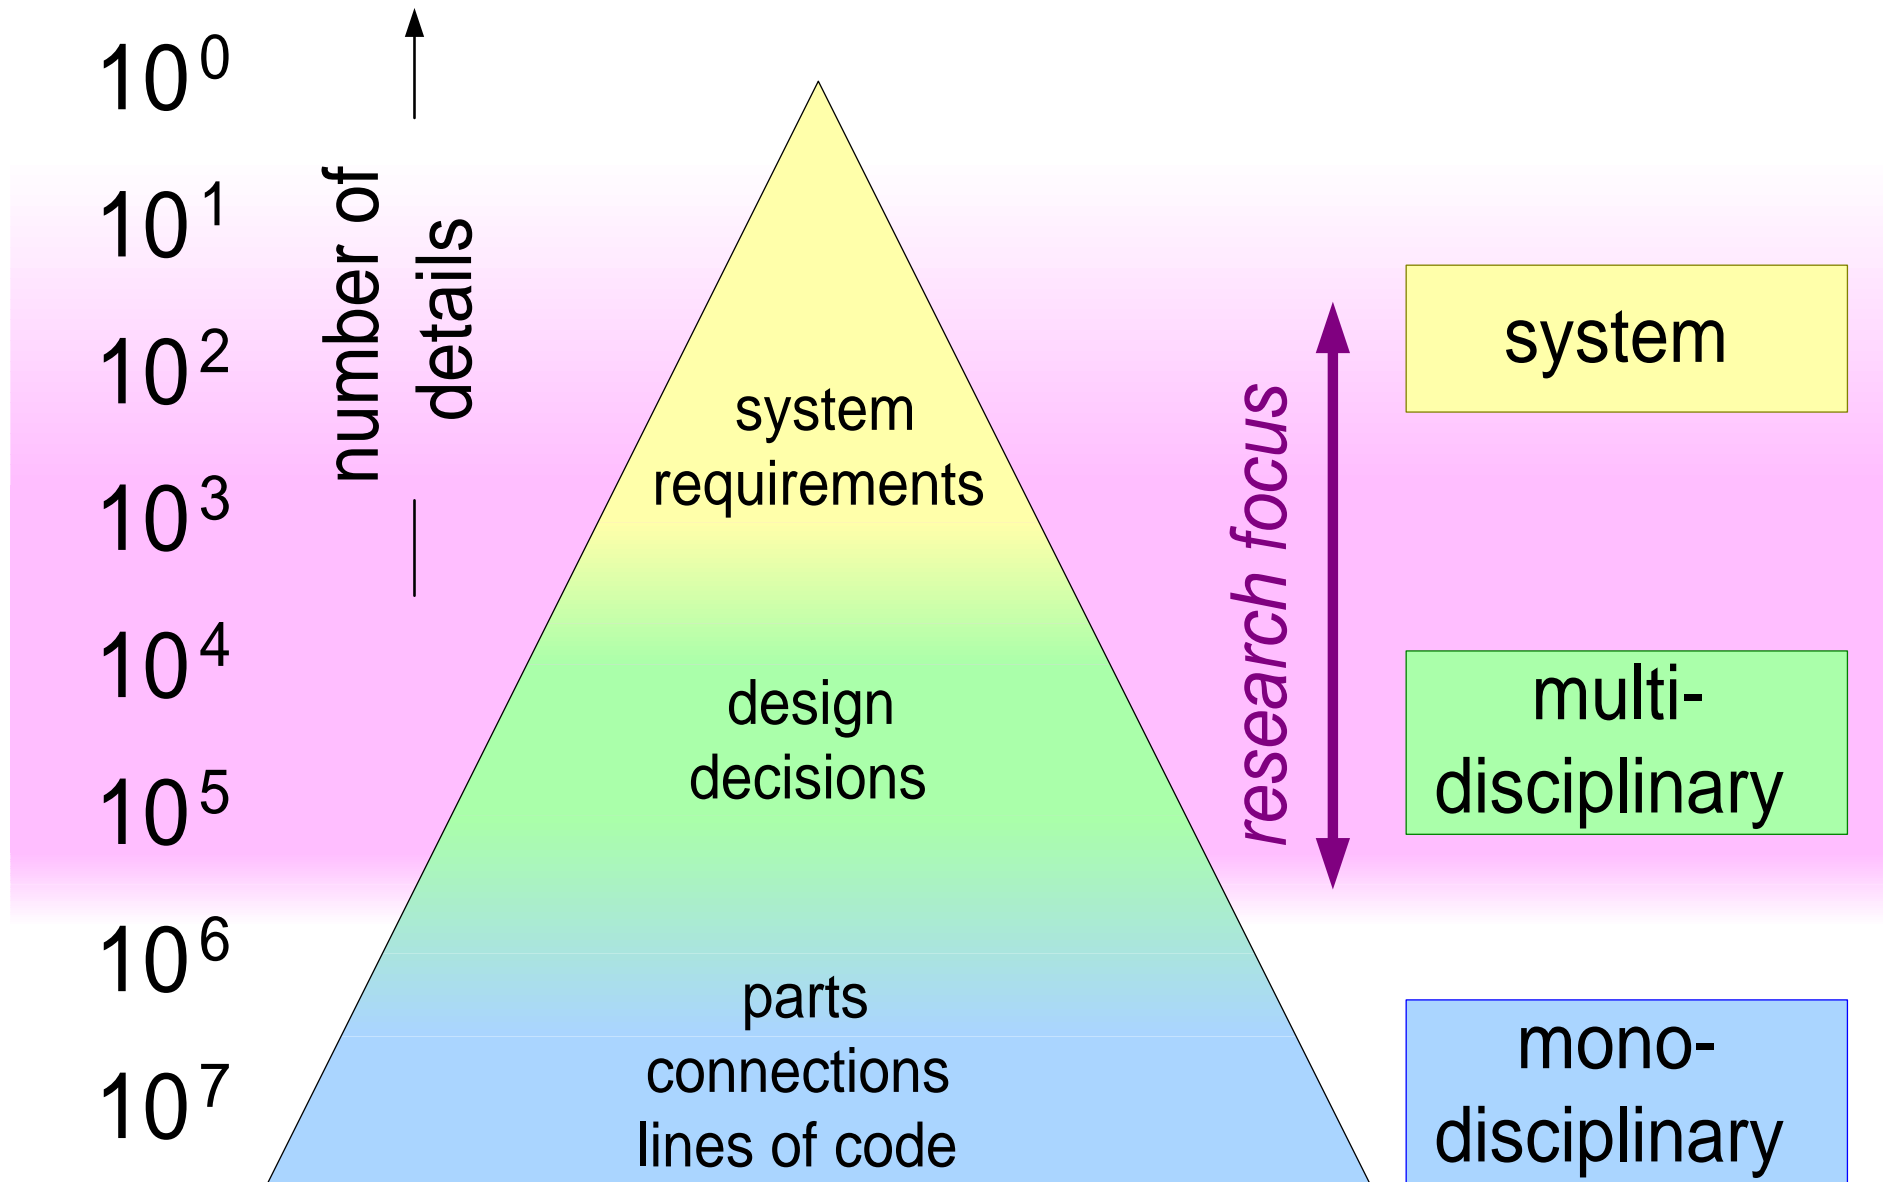 10⁰
10¹
10²
10³
10⁴
10⁵
10⁶
10⁷
number of
details
system
requirements
design
decisions
parts
connections
lines of code
research focus
system
multi-
disciplinary
mono-
disciplinary